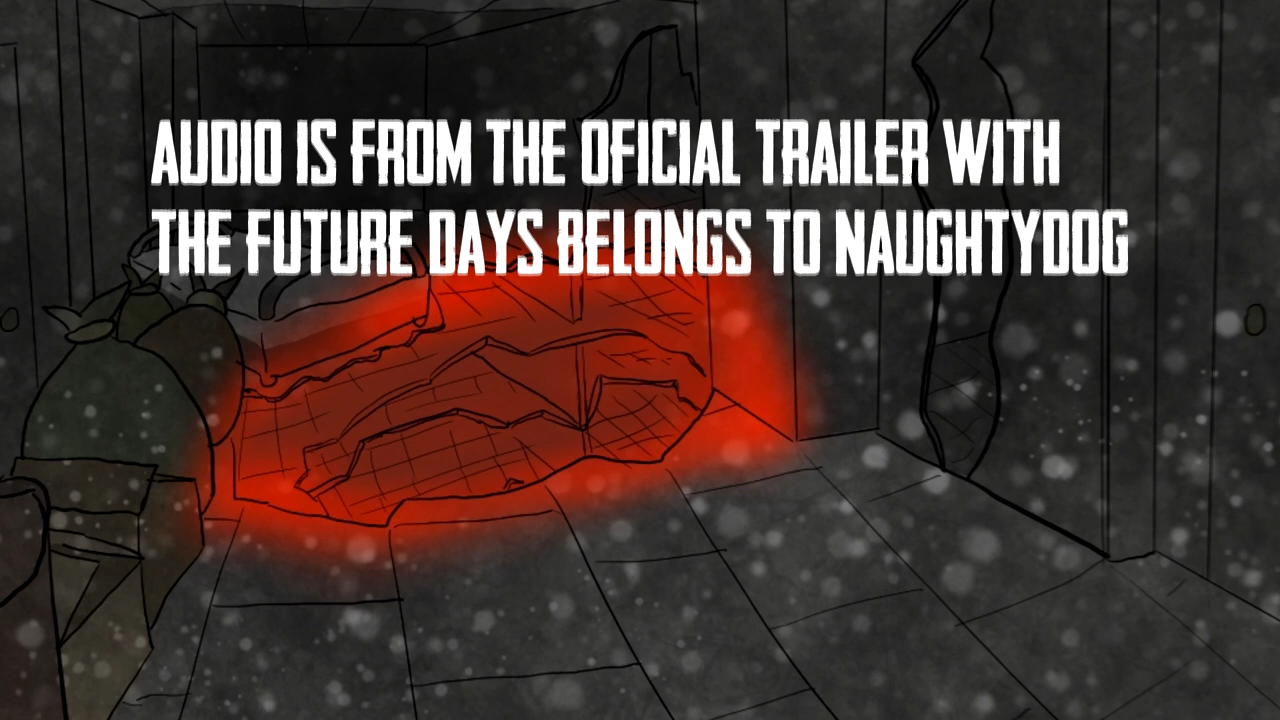 AUDIO IS FROM THE OFICIAL TRAILER WITH
THE FUTURE DAYS BELONGS TO NAUGHTYDOG